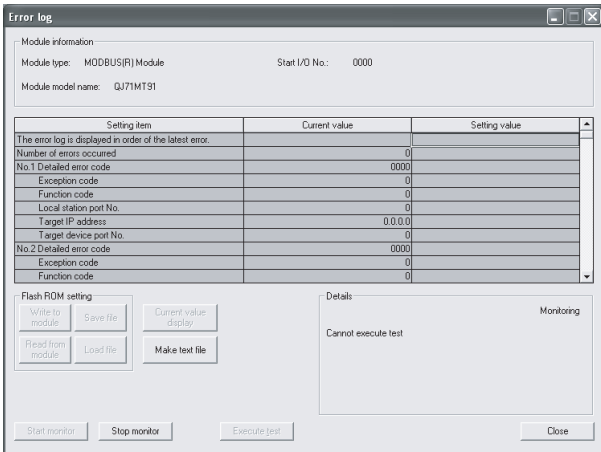 Error log
Module information
Module type: MODBUS(R) Module Start I/O No.: 0000
Module model name: QJ71MT91
Setting item Current value Setting value
The error log is displayed in order of the latest error.
Number of errors occurred 0
No.1 Detailed error code 0000
Exception code 0
Function code 0
Local station port No. 0
Target IP address 0.0.0.0
Target device port No. 0
No.2 Detailed error code 0000
Exception code 0
Function code 0
Flash ROM setting
Write to module
Save file
Current value display
Read from module
Load file
Make text file
Details
Monitoring
Cannot execute test
Start monitor Stop monitor Execute test Close